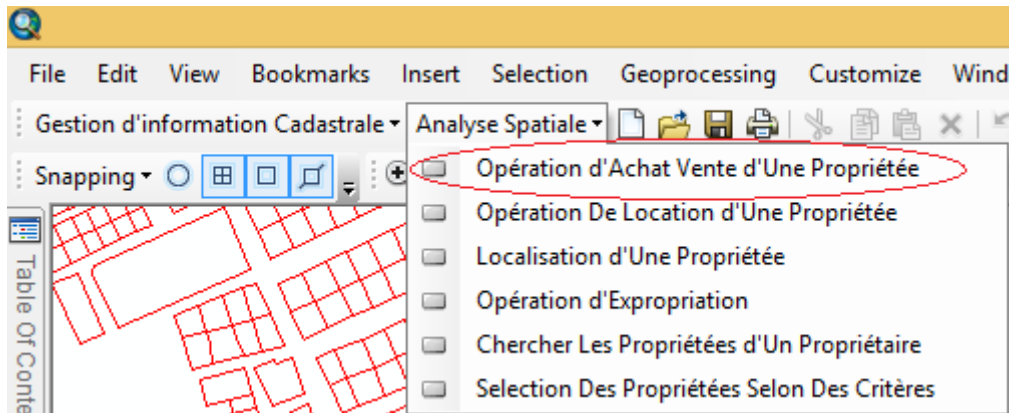 File Edit View Bookmarks Insert Selection Geoprocessing Customize Wind
Gestion d'information Cadastrale Analyse Spatiale
Snapping
Opération d'Achat Vente d'Une Propriétée
Opération De Location d'Une Propriétée
Localisation d'Une Propriétée
Opération d'Expropriation
Chercher Les Propriétées d'Un Propriétaire
Selection Des Propriétées Selon Des Critères
Table Of Conte